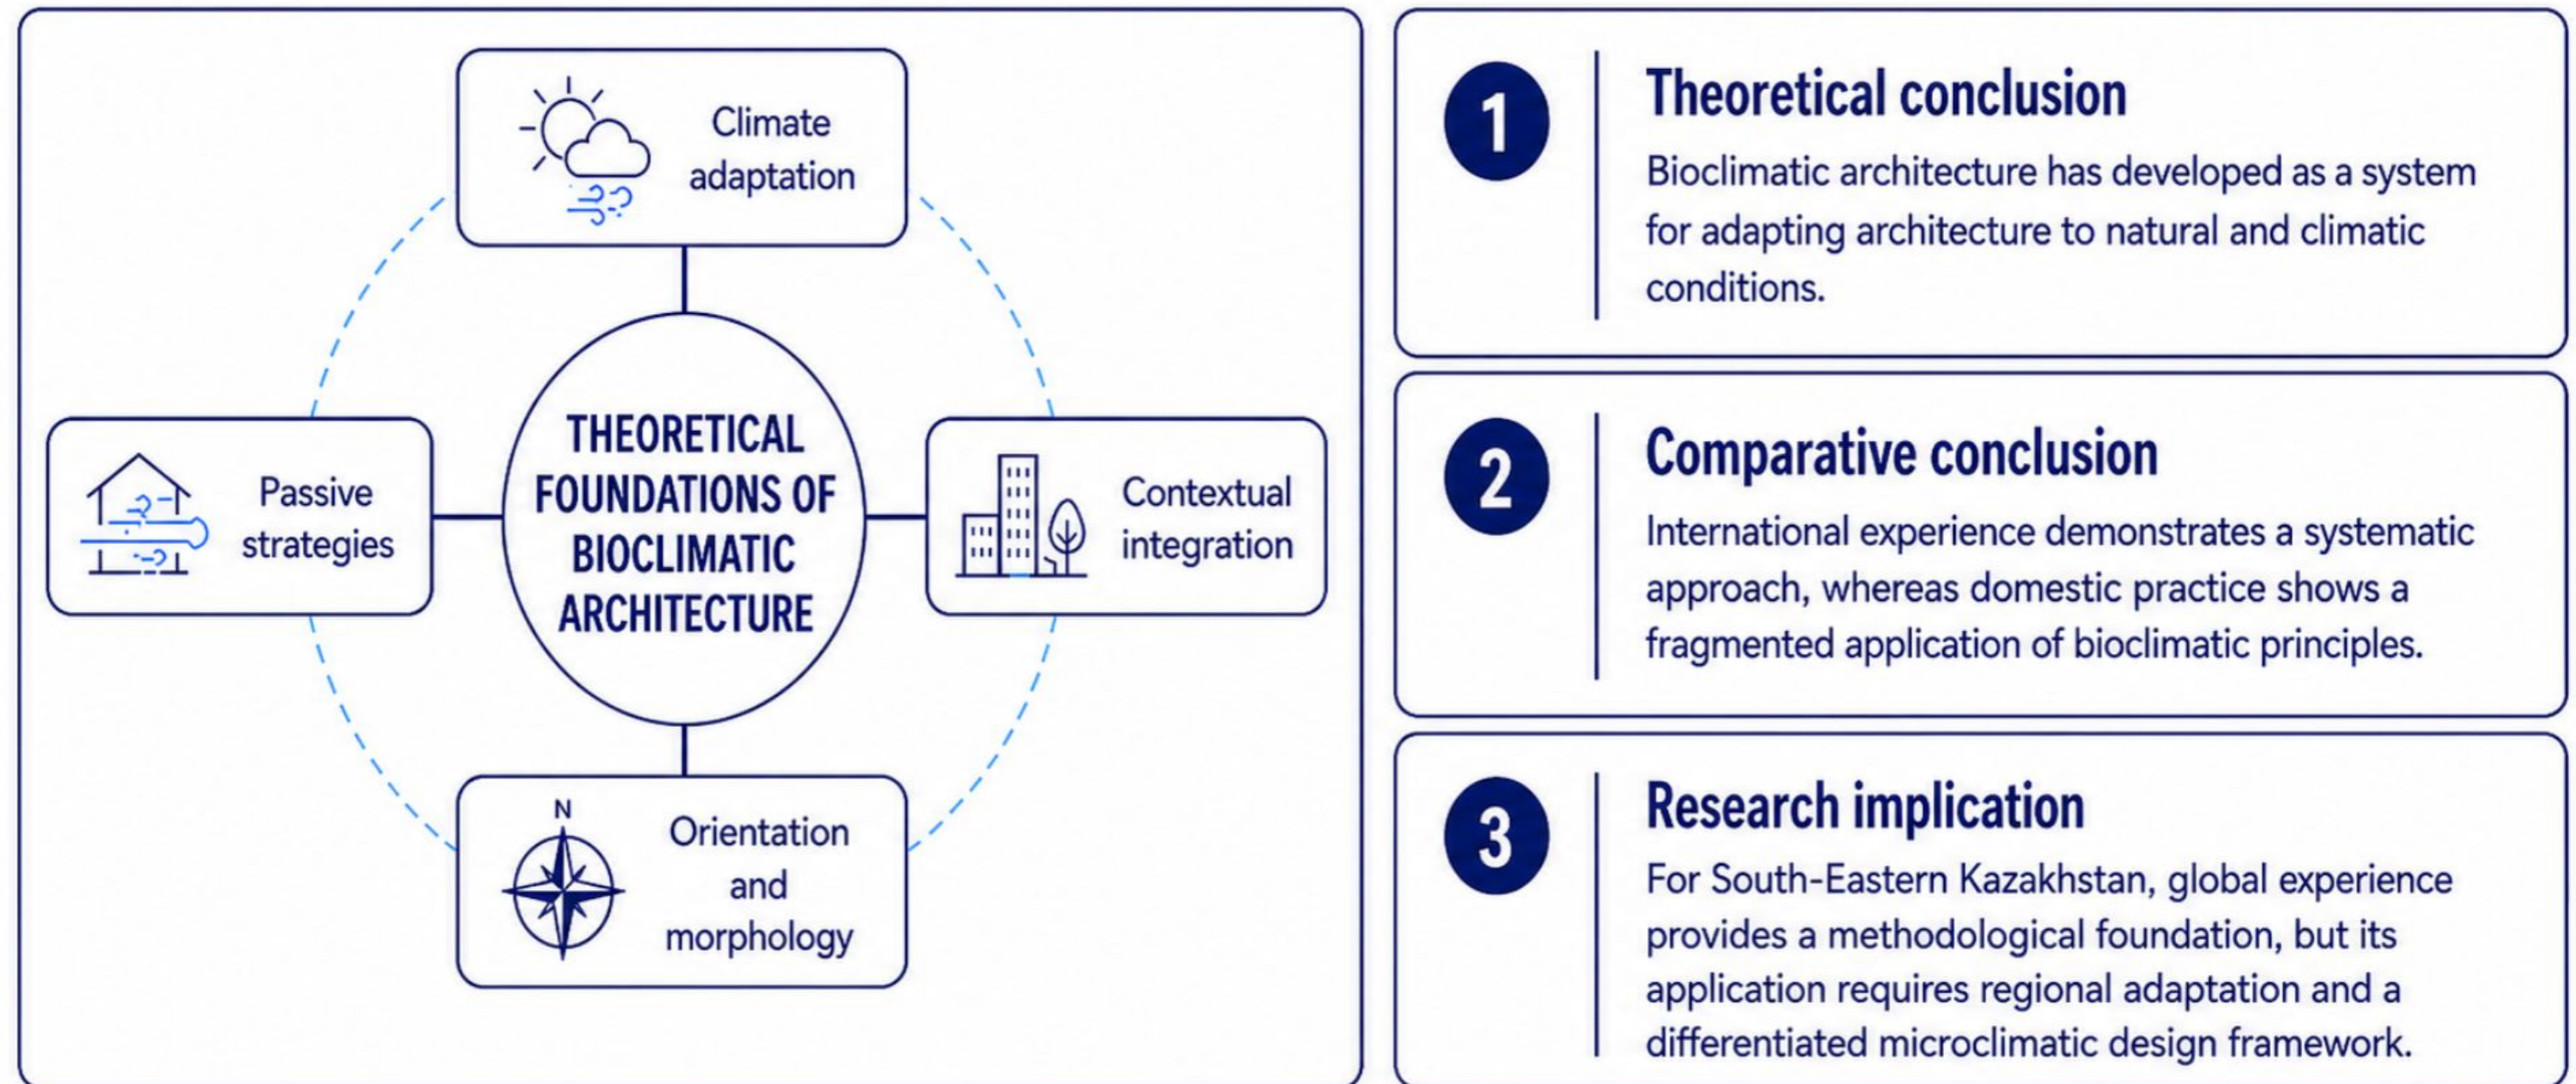 Climate
adaptation
Passive
strategies
THEORETICAL
FOUNDATIONS OF
BIOCLIMATIC
ARCHITECTURE
Contextual
integration
N
Orientation
and
morphology
1
Theoretical conclusion
Bioclimatic architecture has developed as a system
for adapting architecture to natural and climatic
conditions.
2
Comparative conclusion
International experience demonstrates a systematic
approach, whereas domestic practice shows a
fragmented application of bioclimatic principles.
3
Research implication
For South-Eastern Kazakhstan, global experience
provides a methodological foundation, but its
application requires regional adaptation and a
differentiated microclimatic design framework.